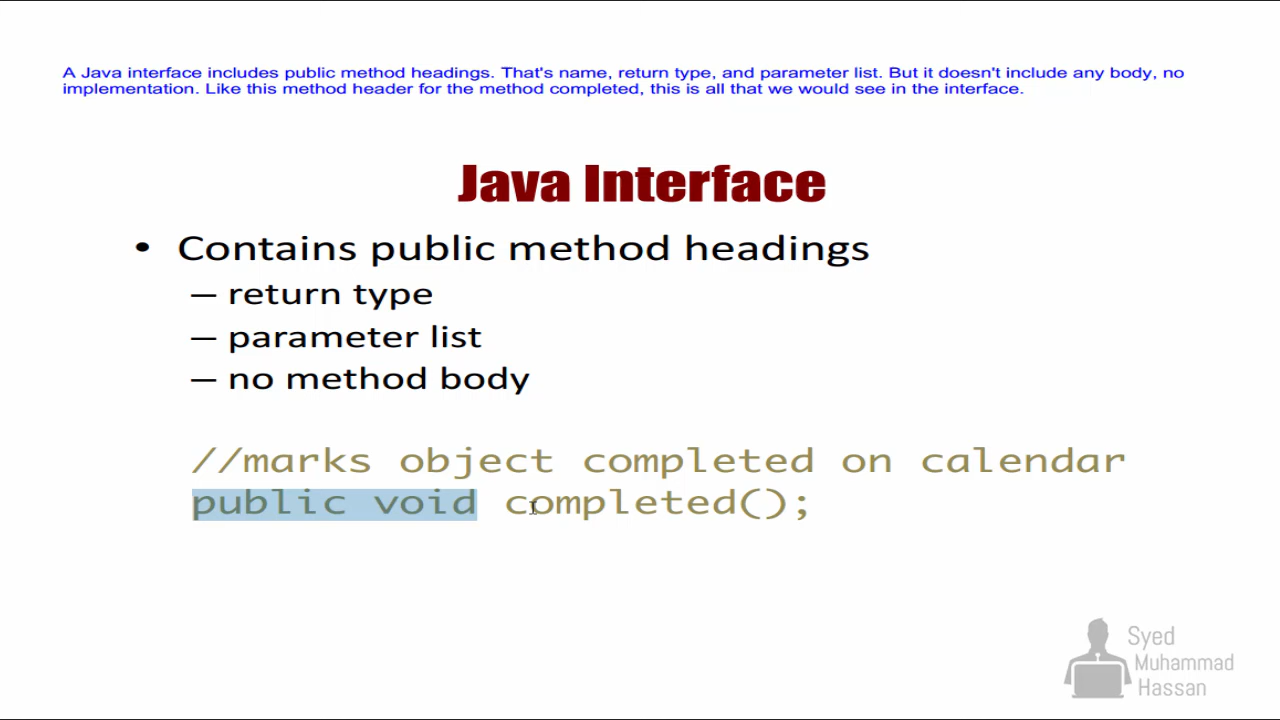 A Java interface includes public method headings. That's name, return type, and parameter list. But it doesn't include any body, no
implementation. Like this method header for the method completed, this is all that we would see in the interface.
Java Interface
• Contains public method headings
– return type
– parameter list
– no method body
//marks object completed on calendar
public void completed();
Syed
Muhammad
Hassan